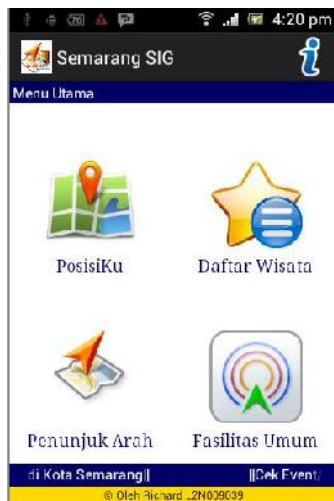 4:20 pm
Semarang SIG
Menu Utama
PosisiKu
Daftar Wisata
Penunjuk Arah
Fasilitas Umum
di Kota Semarang|| ||Cek Event/
© Oleh Richard L2N009039